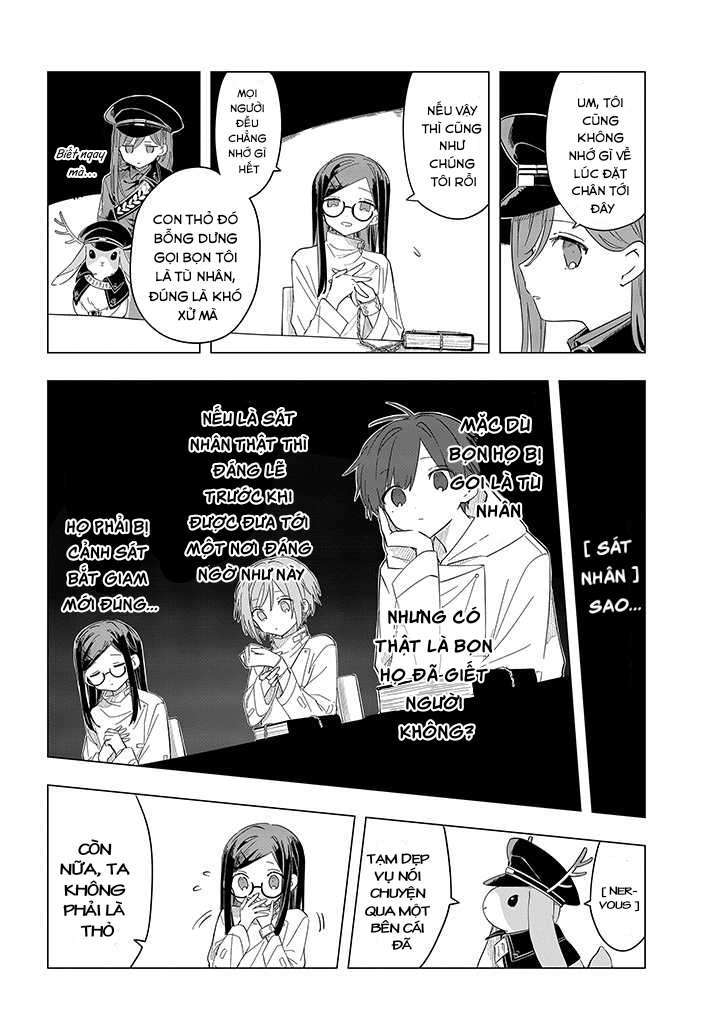 UM, TÔI
CŨNG
KHÔNG
NHỚ GÌ VỀ
LÚC ĐẶT
CHÂN TỚI
ĐÂY
NẾU VẬY
THÌ CŨNG
NHƯ
CHÚNG
TÔI RỒI
MỌI
NGƯỜI
ĐỀU
CHẲNG
NHỚ GÌ
HẾT
CON THỎ ĐÓ
BỖNG DƯNG
GỌI BỌN TÔI
LÀ TÙ NHÂN,
ĐÚNG LÀ KHÓ
XỬ MÀ
Biết ngay
mà...
[ SÁT
NHÂN ]
SAO...
MẶC DÙ
BỌN HỌ BỊ
GỌI LÀ TÙ
NHÂN
NHƯNG CÓ
THẬT LÀ BỌN
HỌ ĐÃ GIẾT
NGƯỜI
KHÔNG?
NẾU LÀ SÁT
NHÂN THẬT THÌ
ĐÁNG LẼ
TRƯỚC KHI
ĐƯỢC ĐƯA TỚI
MỘT NƠI ĐÁNG
NGỜ NHƯ NÀY
HỌ PHẢI BỊ
CẢNH SÁT
BẮT GIAM
MỚI ĐÚNG...
[ NER-
VOUS ]
TẠM DẸP
VỤ NÓI
CHUYỆN
QUA MỘT
BÊN CÁI
ĐÃ
CÒN
NỮA, TA
KHÔNG
PHẢI LÀ
THỎ